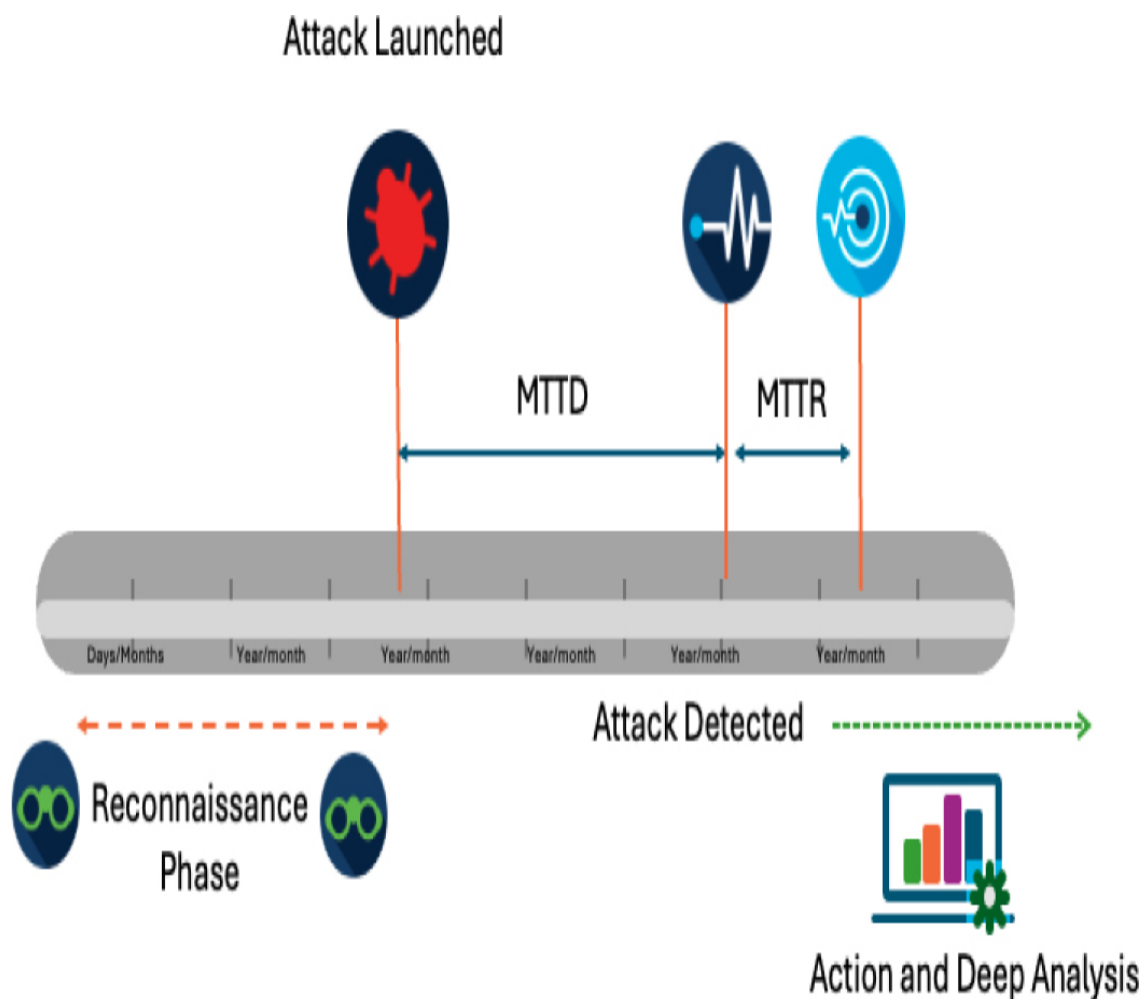 Attack Launched
MTTD
MTTR
Days/Months
Year/month
Year/month
Year/month
Year/month
Year/month
Attack Detected
Reconnaissance
Phase
Action and Deep Analysis